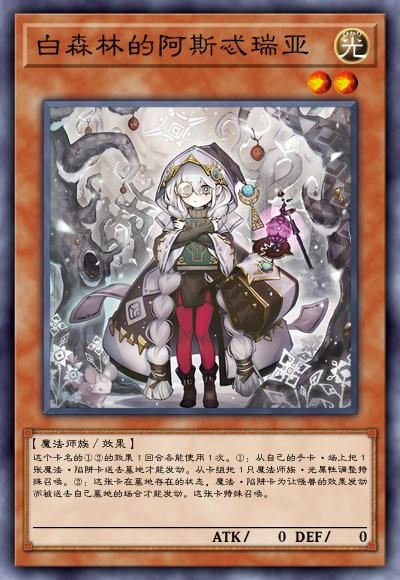 白森林的阿斯忒瑞亚
光
【魔法师族／效果】
这个卡名的①②的效果1回合各能使用1次。①：从自己的手卡·场上把1
张魔法·陷阱卡送去墓地才能发动。从卡组把1只魔法师族·光属性调整特
殊召唤。②：这张卡在墓地存在的状态，魔法·陷阱卡为让怪兽的效果发动
而被送去自己墓地的场合才能发动。这张卡特殊召唤。
ATK/ 0 DEF/ 0